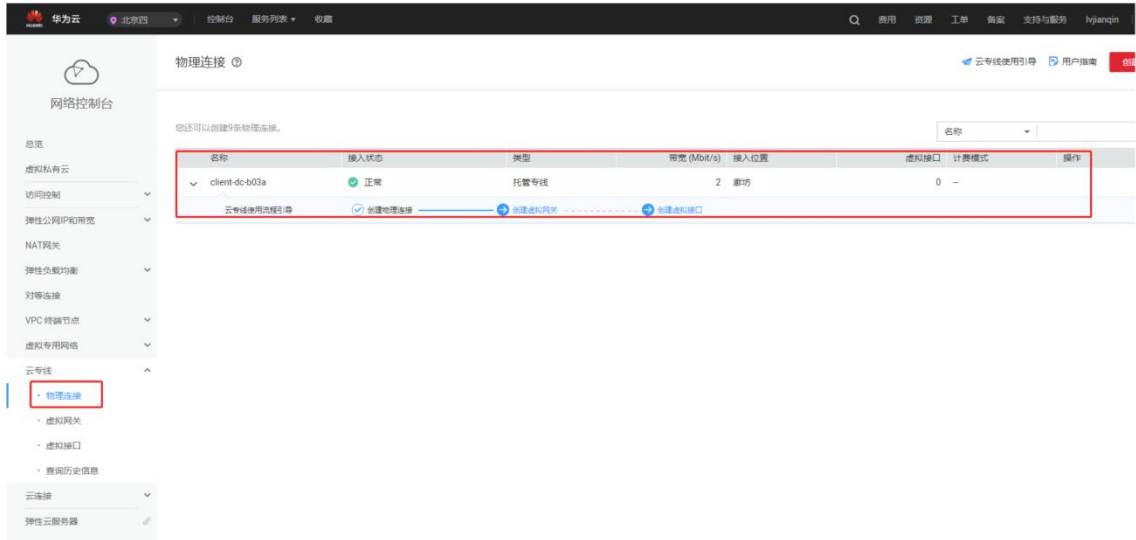 HUAWEI 华为云 北京四 控制台 服务列表 收藏 费用 资源 工单 备案 支持与服务 lvjianqin
网络控制台
总览
虚拟私有云
访问控制
弹性公网IP和带宽
NAT网关
弹性负载均衡
对等连接
VPC 终端节点
虚拟专用网络
云专线
物理连接
虚拟网关
虚拟接口
查询历史信息
云连接
弹性云服务器
物理连接 云专线使用引导 用户指南 创建
您还可以创建9条物理连接。 名称
名称 接入状态 类型 带宽 (Mbit/s) 接入位置 虚拟接口 计费模式 操作
client-dc-b03a 正常 托管专线 2 廊坊 0 –
云专线使用流程引导 创建物理连接 创建虚拟网关 创建虚拟接口